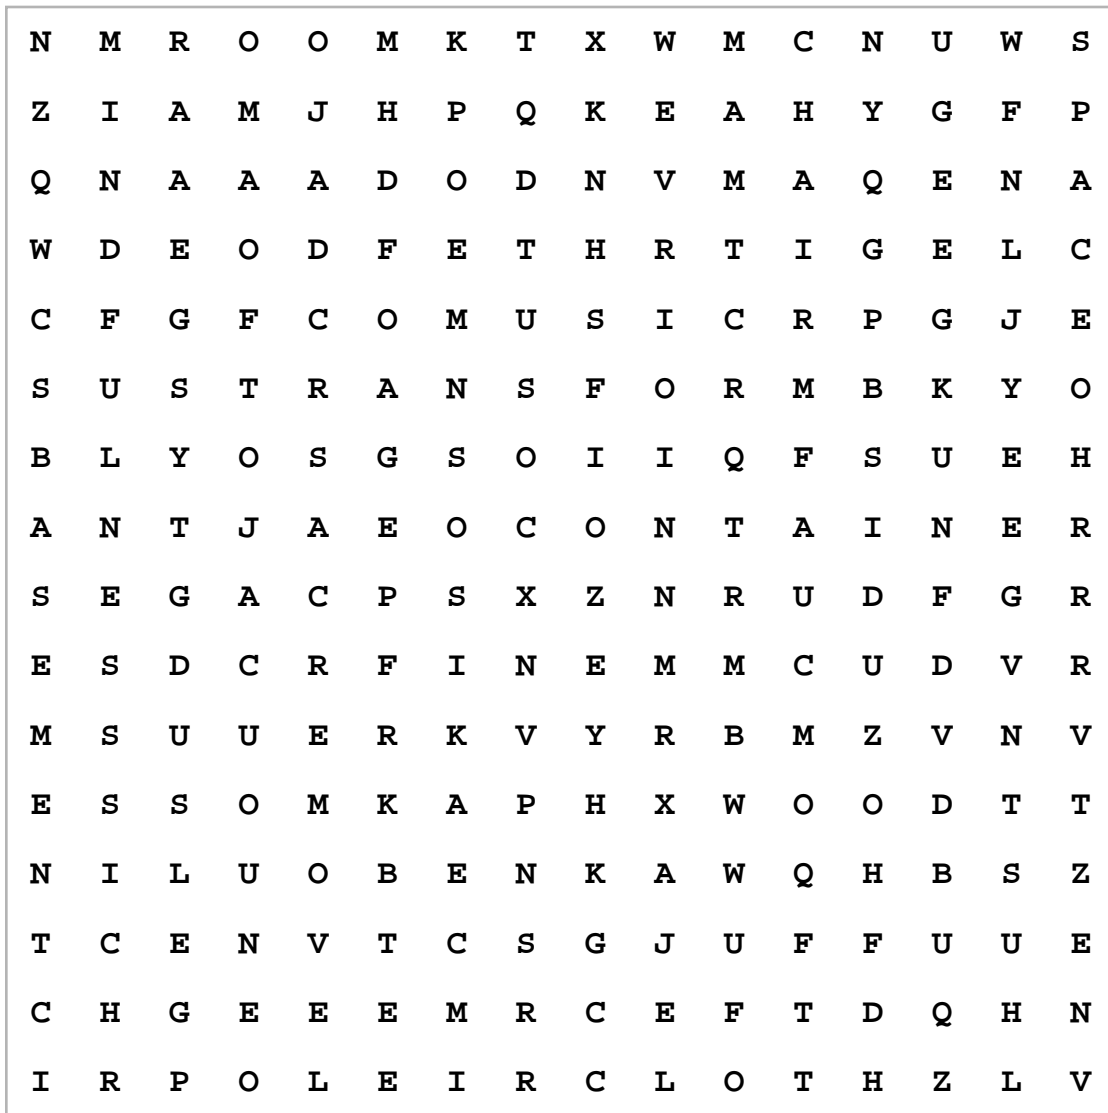 N M R O O M K T X W M C N U W S
Z I A M J H P Q K E A H Y G F P
Q N A A A D O D N V M A Q E N A
W D E O D F E T H R T I G E L C
C F G F C O M U S I C R P G J E
S U S T R A N S F O R M B K Y O
B L Y O S G S O I I Q F S U E H
A N T J A E O C O N T A I N E R
S E G A C P S X Z N R U D F G R
E S D C R F I N E M M C U D V R
M S U U E R K V Y R B M Z V N V
E S S O M K A P H X W O O D T T
N I L U O B E N K A W Q H B S Z
T C E N V T C S G J U F F U U E
C H G E E E M R C E F T D Q H N
I R P O L E I R C L O T H Z L V